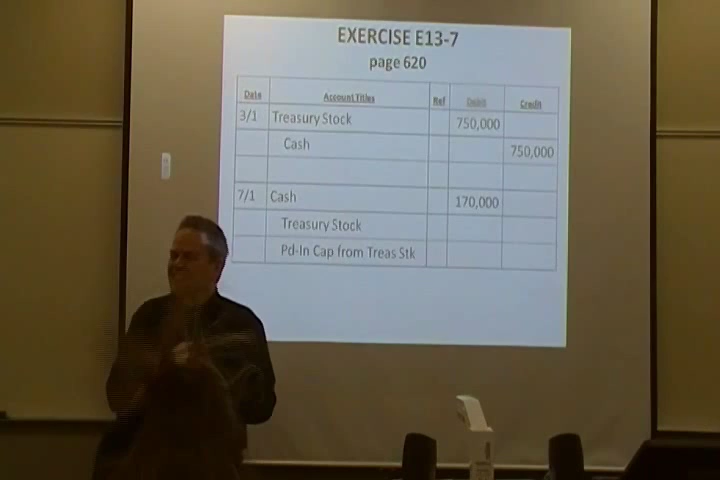 EXERCISE E13-7
page 620
Date Account Titles Ref Debit Credit
3/1 Treasury Stock 750,000
Cash 750,000
7/1 Cash 170,000
Treasury Stock
Pd-In Cap from Treas Stk